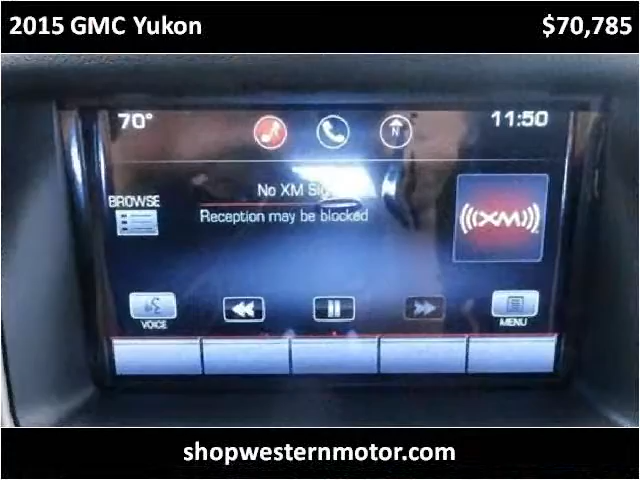 2015 GMC Yukon $70,785
70° N 11:50
No XM
BROWSE
Reception may be blocked
((XM))
VOICE MENU
shopwesternmotor.com